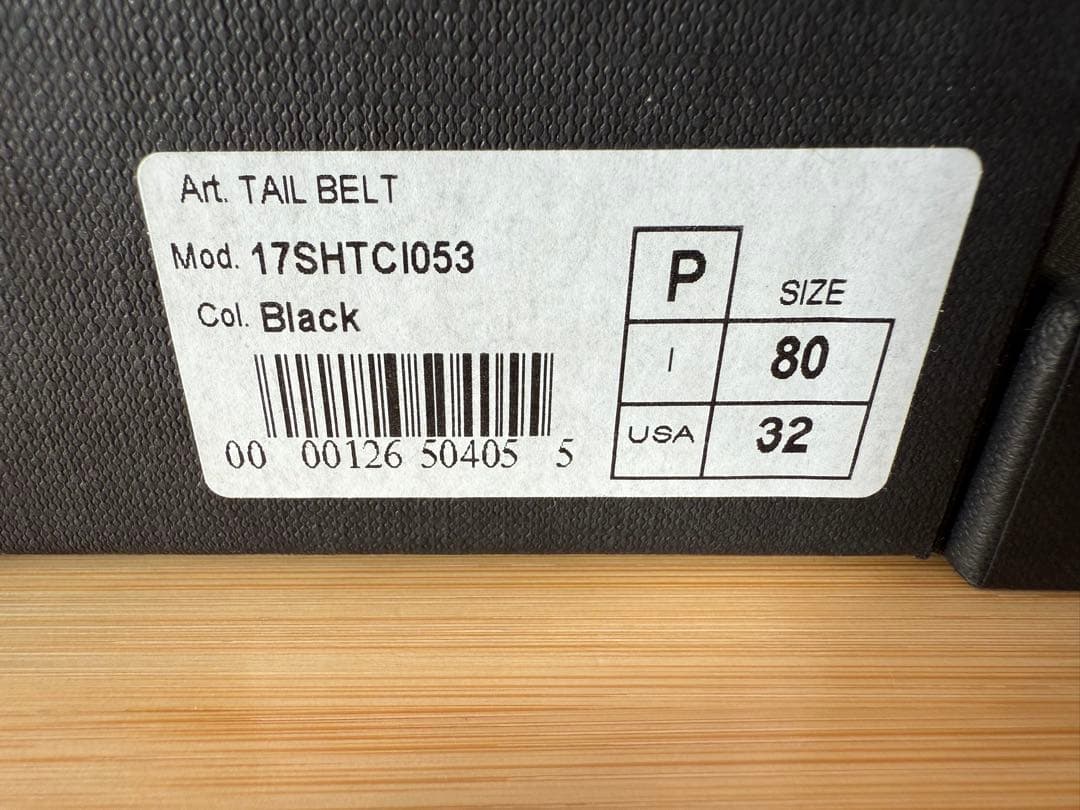 Art. TAIL BELT
Mod. 17SHTCI053
Col. Black
00 00126 50405 5
P SIZE
I 80
USA 32